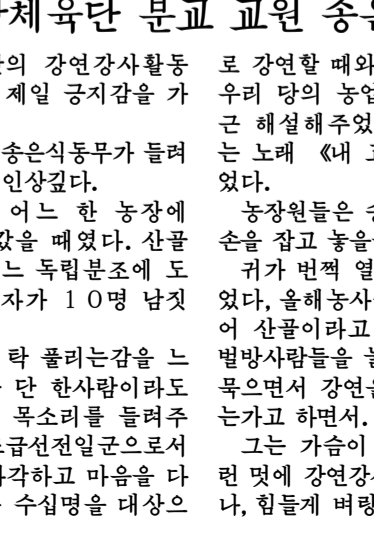 체육단 분교 교원 송은
의 강연강사활동
제일 긍지감을 가
송은식동무가 들려
인상깊다.
어느 한 농장에
갔을 때였다. 산골
느 독립분조에 도
자가 10명 남짓
탁 풀리는감을 느
단 한사람이라도
목소리를 들려주
급선전일군으로서
각하고 마음을 다
수십명을 대상으
로 강연할 때와
우리 당의 농업
근 해설해주었
는 노래 《내 고
었다.
농장원들은 송
손을 잡고 놓을
귀가 번쩍 열
었다, 올해농사
어 산골이라고
벌방사람들을 놀
묵으면서 강연을
는가고 하면서.
그는 가슴이
런 멋에 강연강사
나, 힘들게 벼랑